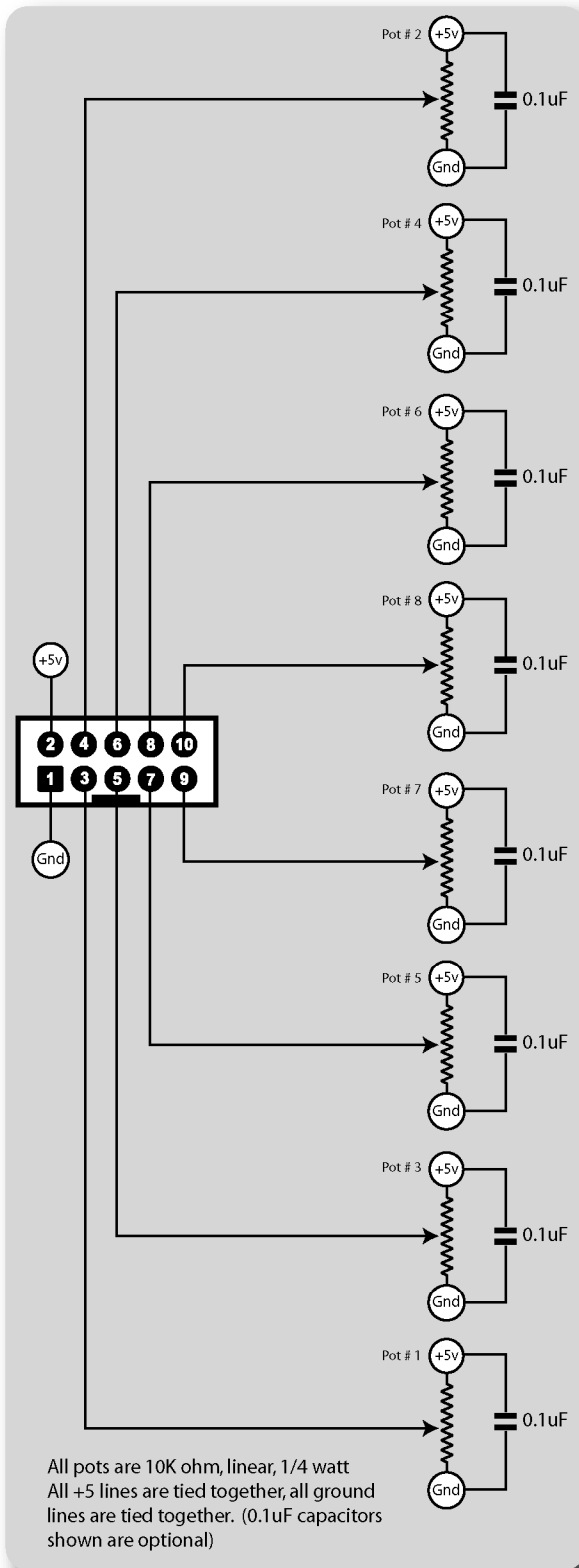 Pot # 2
+5v
0.1uF
Gnd
Pot # 4
+5v
0.1uF
Gnd
Pot # 6
+5v
0.1uF
Gnd
Pot # 8
+5v
0.1uF
Gnd
+5v
2 4 6 8 10
1 3 5 7 9
Gnd
Pot # 7
+5v
0.1uF
Gnd
Pot # 5
+5v
0.1uF
Gnd
Pot # 3
+5v
0.1uF
Gnd
Pot # 1
+5v
0.1uF
Gnd
All pots are 10K ohm, linear, 1/4 watt
All +5 lines are tied together, all ground
lines are tied together. (0.1uF capacitors
shown are optional)